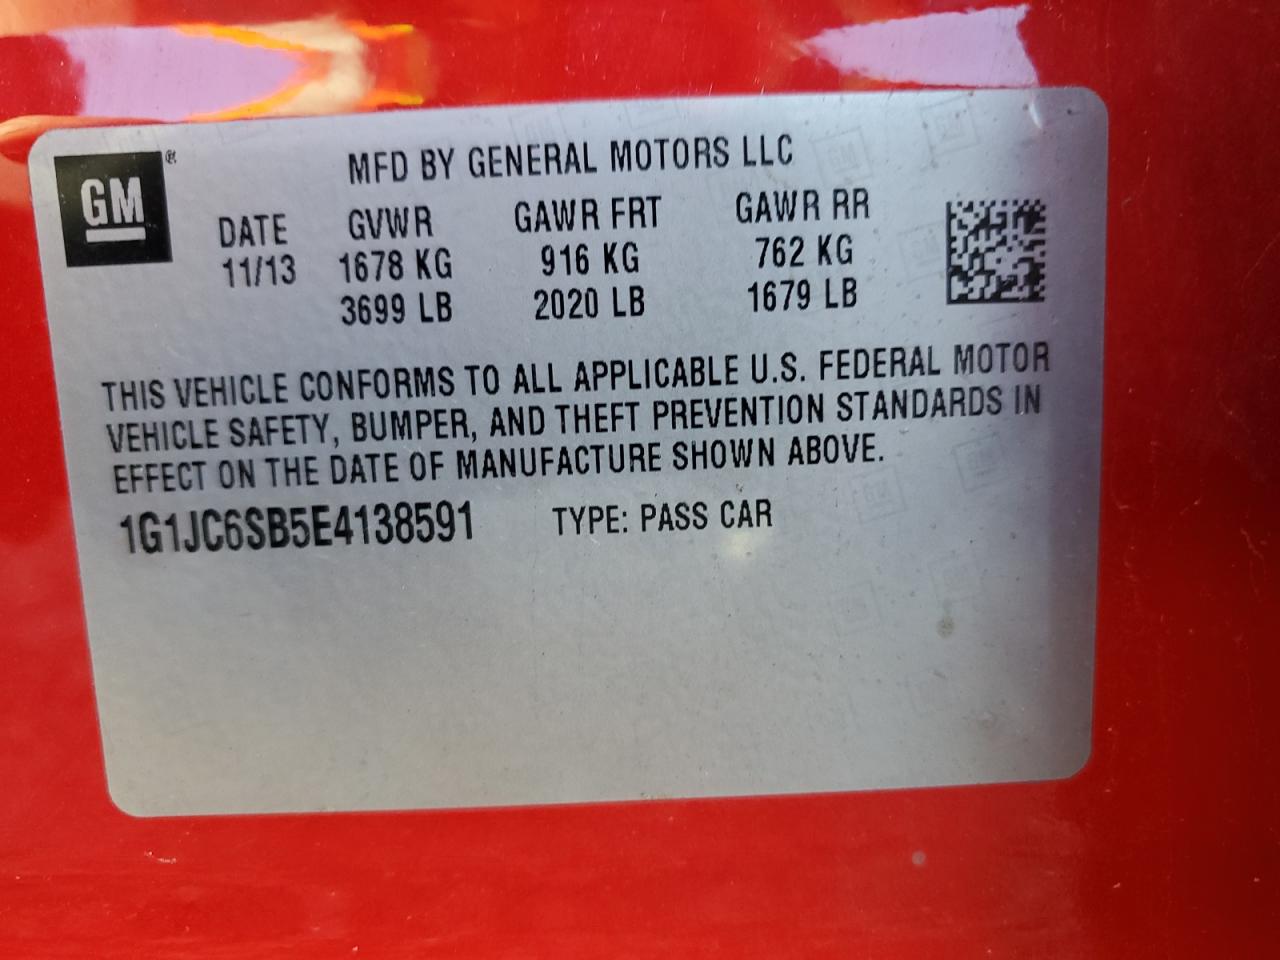 GM ®
MFD BY GENERAL MOTORS LLC
DATE GVWR GAWR FRT GAWR RR
11/13 1678 KG 916 KG 762 KG
3699 LB 2020 LB 1679 LB
THIS VEHICLE CONFORMS TO ALL APPLICABLE U.S. FEDERAL MOTOR
VEHICLE SAFETY, BUMPER, AND THEFT PREVENTION STANDARDS IN
EFFECT ON THE DATE OF MANUFACTURE SHOWN ABOVE.
1G1JC6SB5E4138591 TYPE: PASS CAR